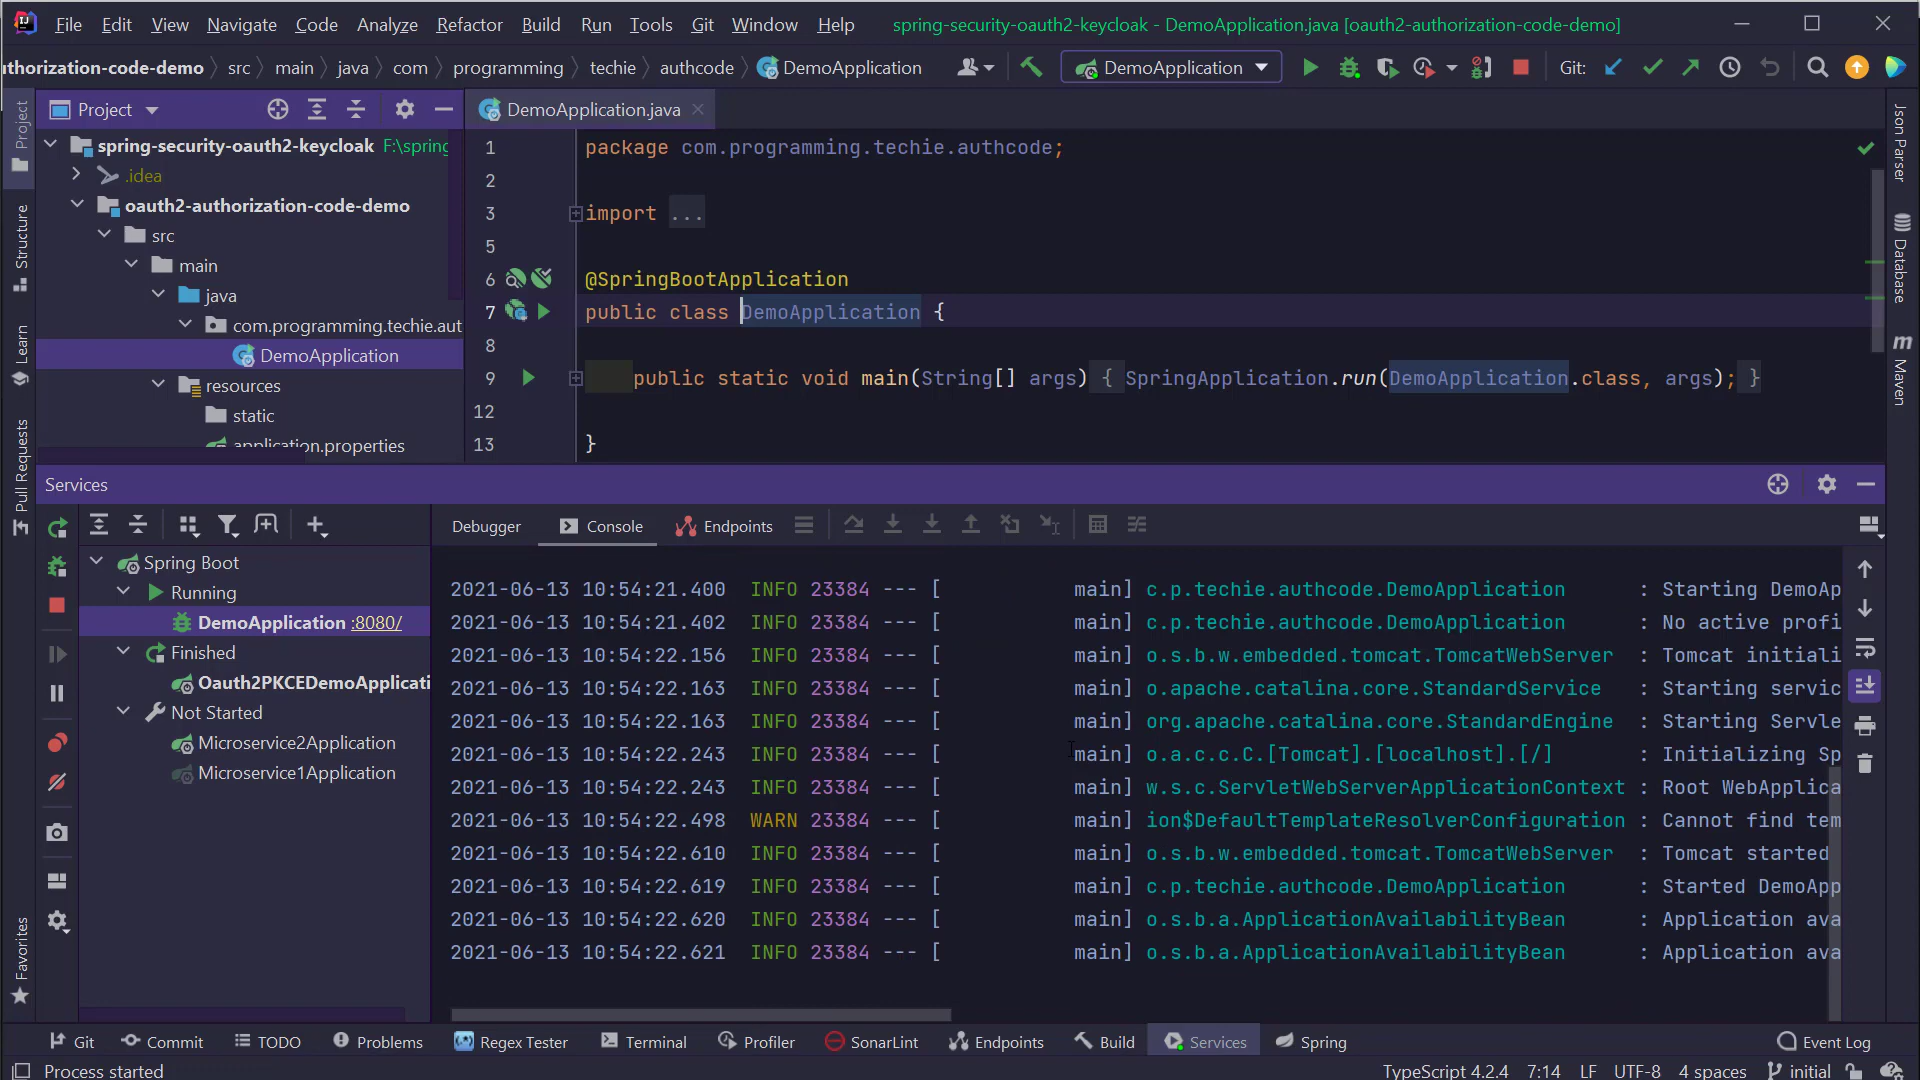 File Edit View Navigate Code Analyze Refactor Build Run Tools Git Window Help spring-security-oauth2-keycloak - DemoApplication.java [oauth2-authorization-code-demo]
thorization-code-demo src main java com programming techie authcode DemoApplication DemoApplication Git:
Project
DemoApplication.java
spring-security-oauth2-keycloak F:\spring
.idea
oauth2-authorization-code-demo
src
main
java
com.programming.techie.aut
DemoApplication
resources
static
application.properties
1 package com.programming.techie.authcode;
2
3 import ...
5
6 @SpringBootApplication
7 public class DemoApplication {
8
9 public static void main(String[] args) { SpringApplication.run(DemoApplication.class, args); }
12
13 }
Project
Structure
Learn
Pull Requests
Favorites
Json Parser
Database
m Maven
Services
Debugger Console Endpoints
Spring Boot
Running
DemoApplication :8080/
Finished
Oauth2PKCEDemoApplicati
Not Started
Microservice2Application
Microservice1Application
2021-06-13 10:54:21.400 INFO 23384 --- [ main] c.p.techie.authcode.DemoApplication : Starting DemoAp
2021-06-13 10:54:21.402 INFO 23384 --- [ main] c.p.techie.authcode.DemoApplication : No active profi
2021-06-13 10:54:22.156 INFO 23384 --- [ main] o.s.b.w.embedded.tomcat.TomcatWebServer : Tomcat initiali
2021-06-13 10:54:22.163 INFO 23384 --- [ main] o.apache.catalina.core.StandardService : Starting servic
2021-06-13 10:54:22.163 INFO 23384 --- [ main] org.apache.catalina.core.StandardEngine : Starting Servle
2021-06-13 10:54:22.243 INFO 23384 --- [ main] o.a.c.c.C.[Tomcat].[localhost].[/] : Initializing Sp
2021-06-13 10:54:22.243 INFO 23384 --- [ main] w.s.c.ServletWebServerApplicationContext : Root WebApplica
2021-06-13 10:54:22.498 WARN 23384 --- [ main] ion$DefaultTemplateResolverConfiguration : Cannot find tem
2021-06-13 10:54:22.610 INFO 23384 --- [ main] o.s.b.w.embedded.tomcat.TomcatWebServer : Tomcat started
2021-06-13 10:54:22.619 INFO 23384 --- [ main] c.p.techie.authcode.DemoApplication : Started DemoApp
2021-06-13 10:54:22.620 INFO 23384 --- [ main] o.s.b.a.ApplicationAvailabilityBean : Application ava
2021-06-13 10:54:22.621 INFO 23384 --- [ main] o.s.b.a.ApplicationAvailabilityBean : Application ava
Git Commit TODO Problems Regex Tester Terminal Profiler SonarLint Endpoints Build Services Spring Event Log
Process started TypeScript 4.2.4 7:14 LF UTF-8 4 spaces initial